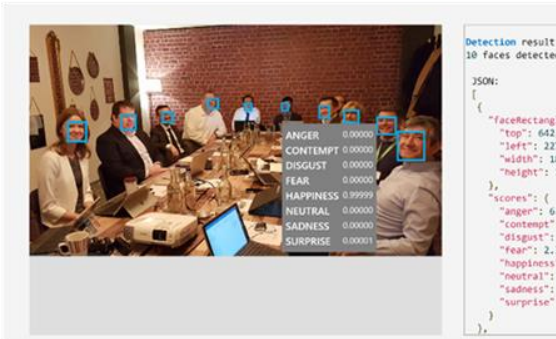 ANGER 0.00000
CONTEMPT 0.00000
DISGUST 0.00000
FEAR 0.00000
HAPPINESS 0.99999
NEUTRAL 0.00000
SADNESS 0.00000
SURPRISE 0.00001
Detection result
10 faces detecte
JSON:
[
{
"faceRectang
"top": 642
"left": 22
"width": 1
"height":
},
"scores": {
"anger": 6
"contempt"
"disgust":
"fear": 2.
"happiness
"neutral":
"sadness":
"surprise"
}
},